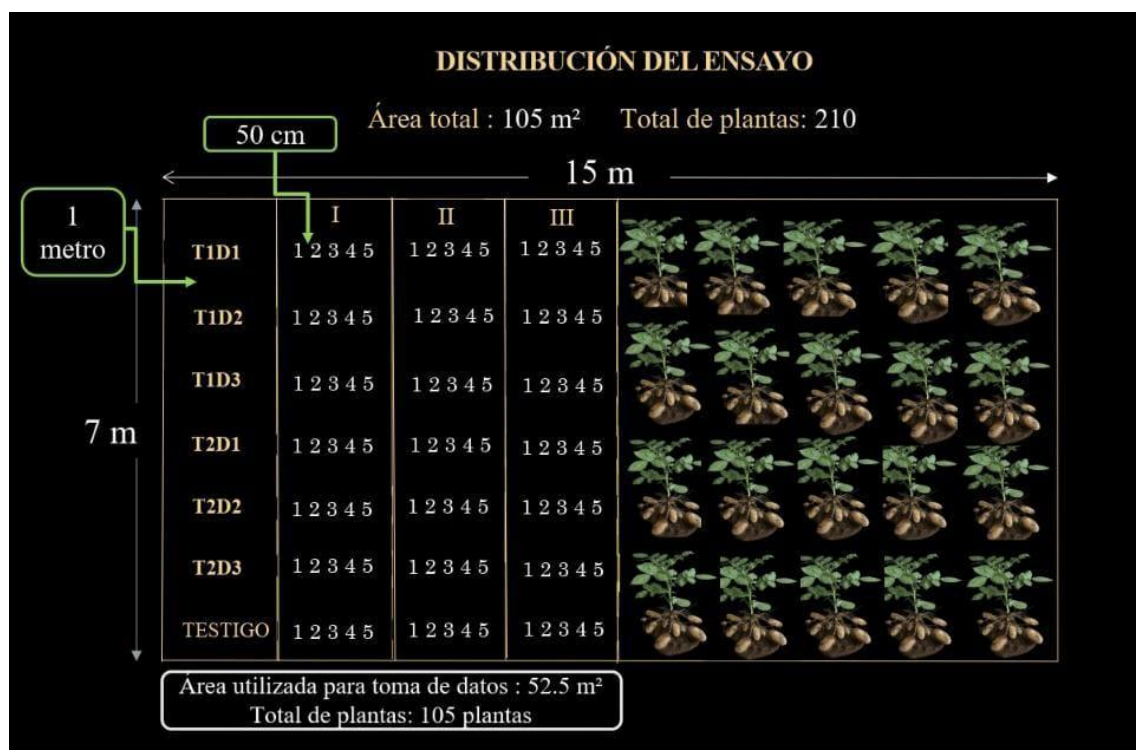 DISTRIBUCIÓN DEL ENSAYO
Área total : 105 m² Total de plantas: 210
50 cm
15 m
1
metro
I II III
T1D1 1 2 3 4 5 1 2 3 4 5 1 2 3 4 5
T1D2 1 2 3 4 5 1 2 3 4 5 1 2 3 4 5
T1D3 1 2 3 4 5 1 2 3 4 5 1 2 3 4 5
7 m
T2D1 1 2 3 4 5 1 2 3 4 5 1 2 3 4 5
T2D2 1 2 3 4 5 1 2 3 4 5 1 2 3 4 5
T2D3 1 2 3 4 5 1 2 3 4 5 1 2 3 4 5
TESTIGO 1 2 3 4 5 1 2 3 4 5 1 2 3 4 5
Área utilizada para toma de datos : 52.5 m²
Total de plantas: 105 plantas